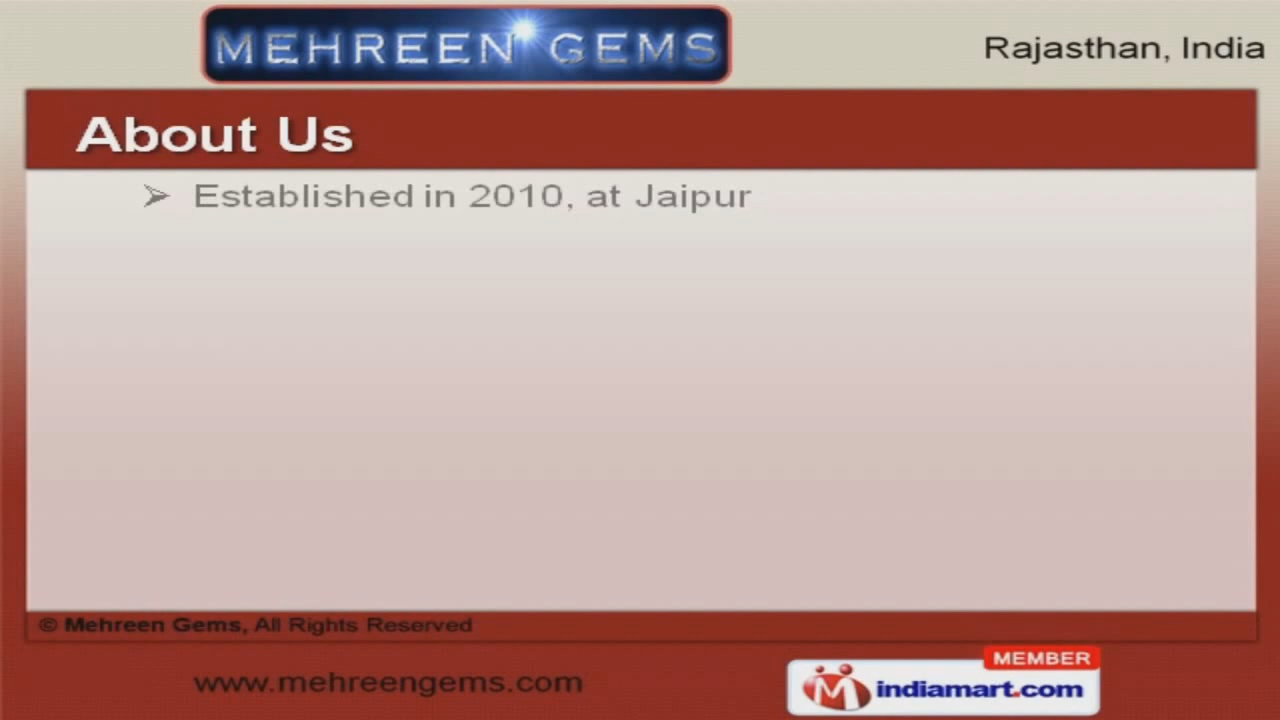 MEHREEN GEMS
Rajasthan, India
About Us
➢ Established in 2010, at Jaipur
© Mehreen Gems, All Rights Reserved
www.mehreengems.com
MEMBER
indiamart.com